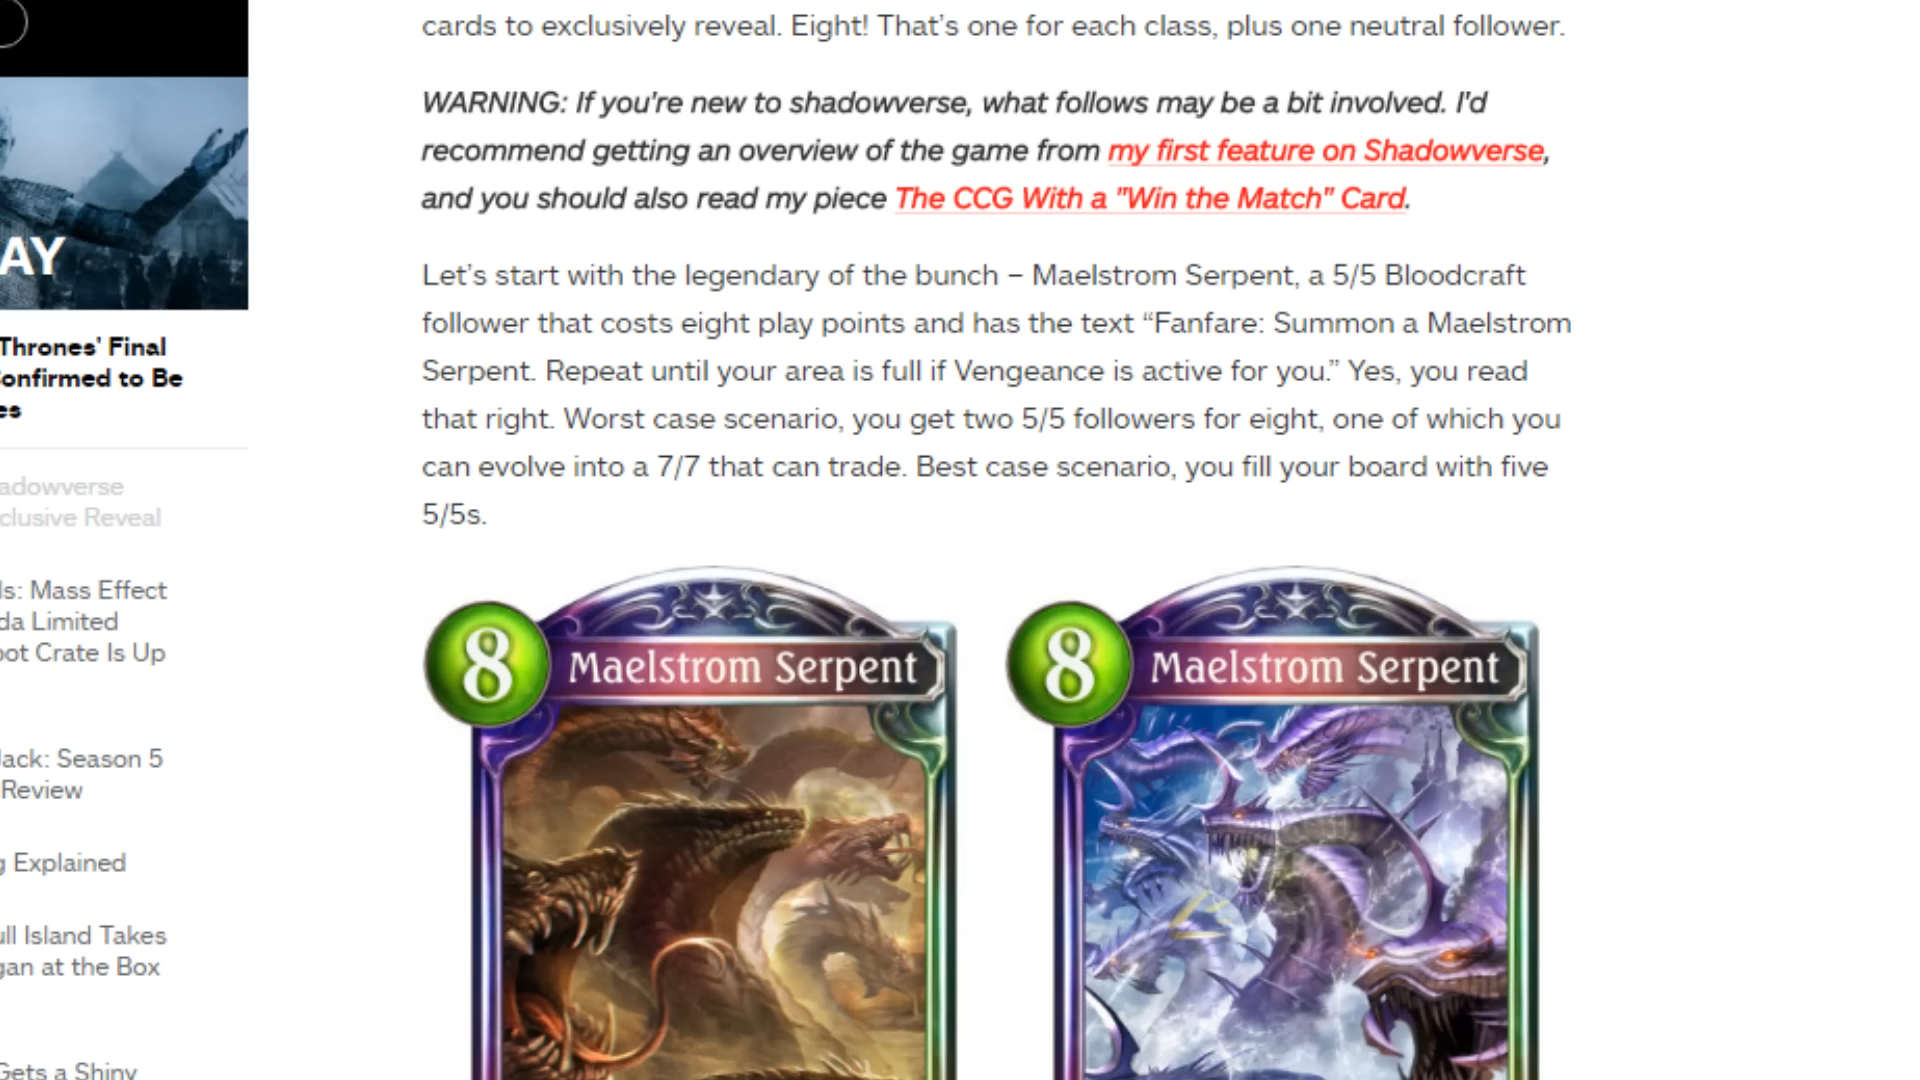 cards to exclusively reveal. Eight! That’s one for each class, plus one neutral follower.
WARNING: If you're new to shadowverse, what follows may be a bit involved. I'd
recommend getting an overview of the game from my first feature on Shadowverse,
and you should also read my piece The CCG With a "Win the Match" Card.
Let’s start with the legendary of the bunch – Maelstrom Serpent, a 5/5 Bloodcraft
follower that costs eight play points and has the text “Fanfare: Summon a Maelstrom
Serpent. Repeat until your area is full if Vengeance is active for you.” Yes, you read
that right. Worst case scenario, you get two 5/5 followers for eight, one of which you
can evolve into a 7/7 that can trade. Best case scenario, you fill your board with five
5/5s.
8 Maelstrom Serpent
8 Maelstrom Serpent
AY
Thrones' Final
onfirmed to Be
es
adowverse
clusive Reveal
ls: Mass Effect
da Limited
oot Crate Is Up
Jack: Season 5
Review
g Explained
ull Island Takes
gan at the Box
Gets a Shiny